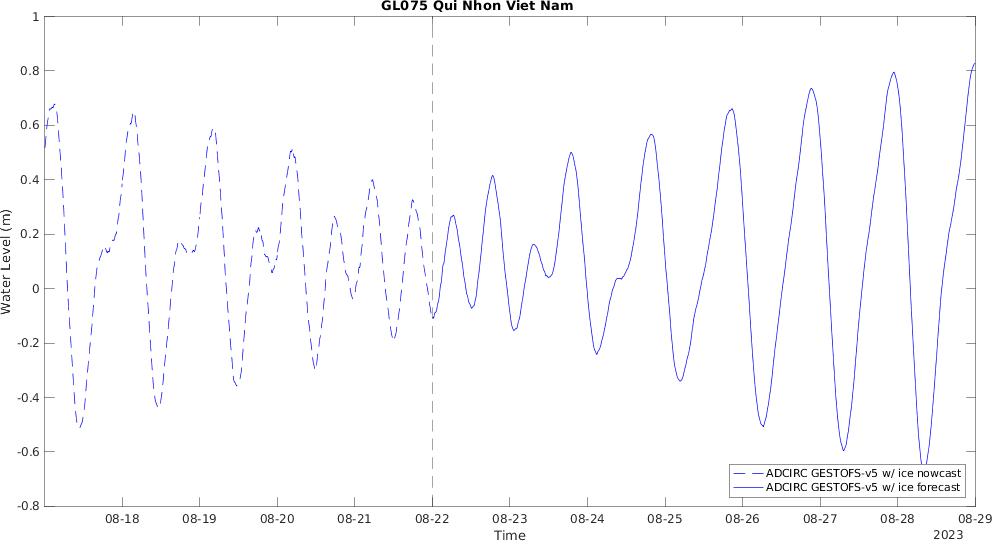 GL075 Qui Nhon Viet Nam
1
0.8
0.6
0.4
0.2
0
-0.2
-0.4
-0.6
-0.8
Water Level (m)
ADCIRC GESTOFS-v5 w/ ice nowcast
ADCIRC GESTOFS-v5 w/ ice forecast
08-18 08-19 08-20 08-21 08-22 08-23 08-24 08-25 08-26 08-27 08-28 08-29
Time
2023